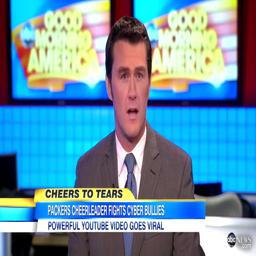 GOOD MORNING AMERICA
GOOD MORNING AMERICA
CHEERS TO TEARS
PACKERS CHEERLEADER FIGHTS CYBER BULLIES
POWERFUL YOUTUBE VIDEO GOES VIRAL
abc NEWS.com